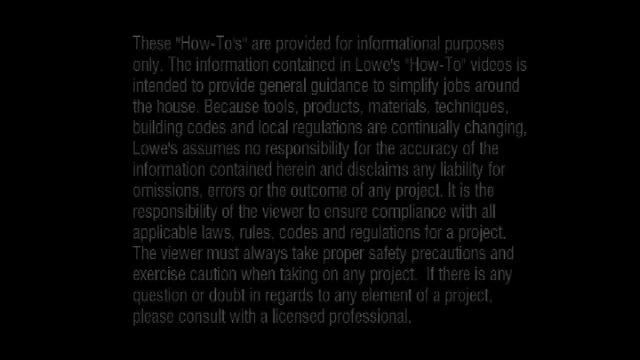 These "How-To's" are provided for informational purposes
only. The information contained in Lowe's "How-To" videos is
intended to provide general guidance to simplify jobs around
the house. Because tools, products, materials, techniques,
building codes and local regulations are continually changing,
Lowe's assumes no responsibility for the accuracy of the
information contained herein and disclaims any liability for
omissions, errors or the outcome of any project. It is the
responsibility of the viewer to ensure compliance with all
applicable laws, rules, codes and regulations for a project.
The viewer must always take proper safety precautions and
exercise caution when taking on any project. If there is any
question or doubt in regards to any element of a project,
please consult with a licensed professional.